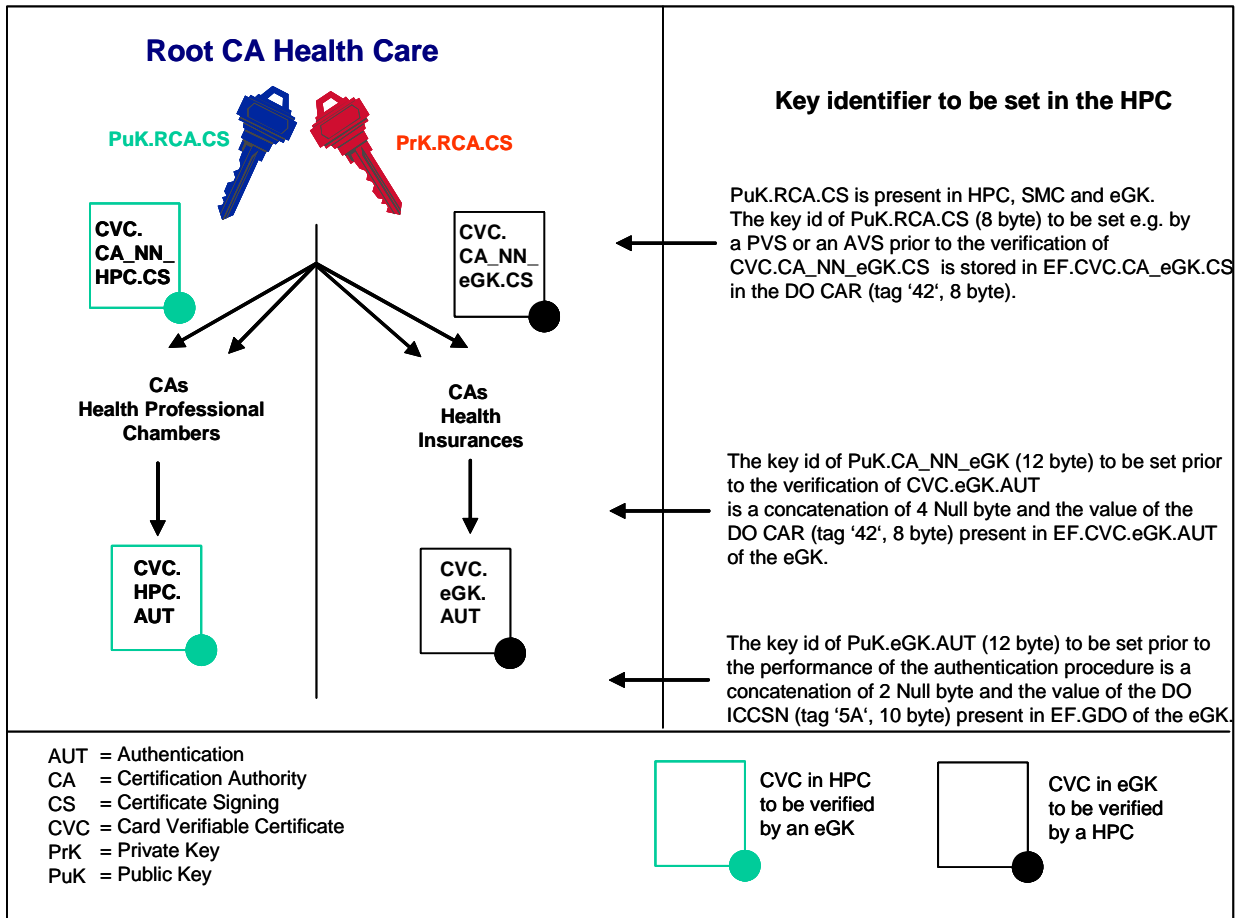 Root CA Health Care
PuK.RCA.CS
PrK.RCA.CS
CVC.
CA_NN_
HPC.CS
CVC.
CA_NN_
eGK.CS
CAs
Health Professional
Chambers
CAs
Health
Insurances
CVC.
HPC.
AUT
CVC.
eGK.
AUT
Key identifier to be set in the HPC
PuK.RCA.CS is present in HPC, SMC and eGK.
The key id of PuK.RCA.CS (8 byte) to be set e.g. by
a PVS or an AVS prior to the verification of
CVC.CA_NN_eGK.CS is stored in EF.CVC.CA_eGK.CS
in the DO CAR (tag ‘42‘, 8 byte).
The key id of PuK.CA_NN_eGK (12 byte) to be set prior
to the verification of CVC.eGK.AUT
is a concatenation of 4 Null byte and the value of the
DO CAR (tag ‘42‘, 8 byte) present in EF.CVC.eGK.AUT
of the eGK.
The key id of PuK.eGK.AUT (12 byte) to be set prior to
the performance of the authentication procedure is a
concatenation of 2 Null byte and the value of the DO
ICCSN (tag ‘5A‘, 10 byte) present in EF.GDO of the eGK.
AUT = Authentication
CA = Certification Authority
CS = Certificate Signing
CVC = Card Verifiable Certificate
PrK = Private Key
PuK = Public Key
CVC in HPC
to be verified
by an eGK
CVC in eGK
to be verified
by a HPC